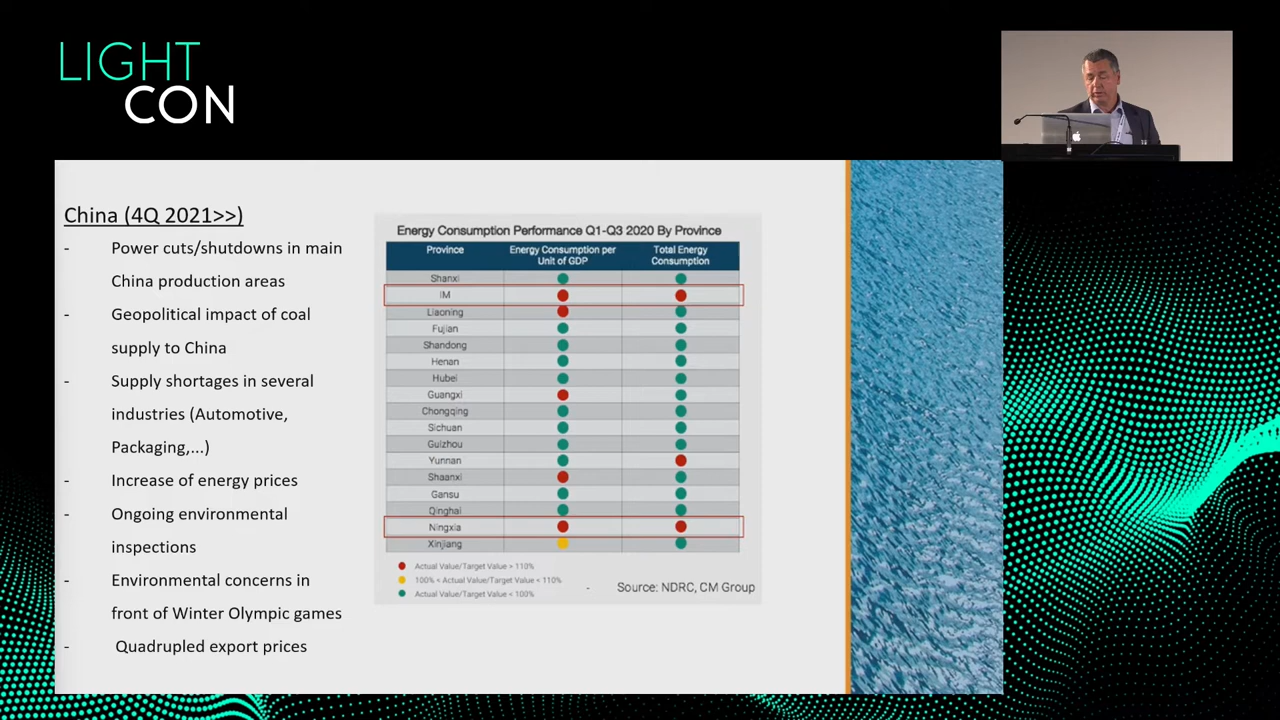 LIGHT
CON
China (4Q 2021>>)
- Power cuts/shutdowns in main
China production areas
- Geopolitical impact of coal
supply to China
- Supply shortages in several
industries (Automotive,
Packaging,...)
- Increase of energy prices
- Ongoing environmental
inspections
- Environmental concerns in
front of Winter Olympic games
- Quadrupled export prices
Energy Consumption Performance Q1-Q3 2020 By Province
Province
Energy Consumption per
Unit of GDP
Total Energy
Consumption
Shanxi
IM
Liaoning
Fujian
Shandong
Henan
Hubei
Guangxi
Chongqing
Sichuan
Guizhou
Yunnan
Shaanxi
Gansu
Qinghai
Ningxia
Xinjiang
Actual Value/Target Value > 110%
100% < Actual Value/Target Value < 110%
Actual Value/Target Value < 100%
- Source: NDRC, CM Group